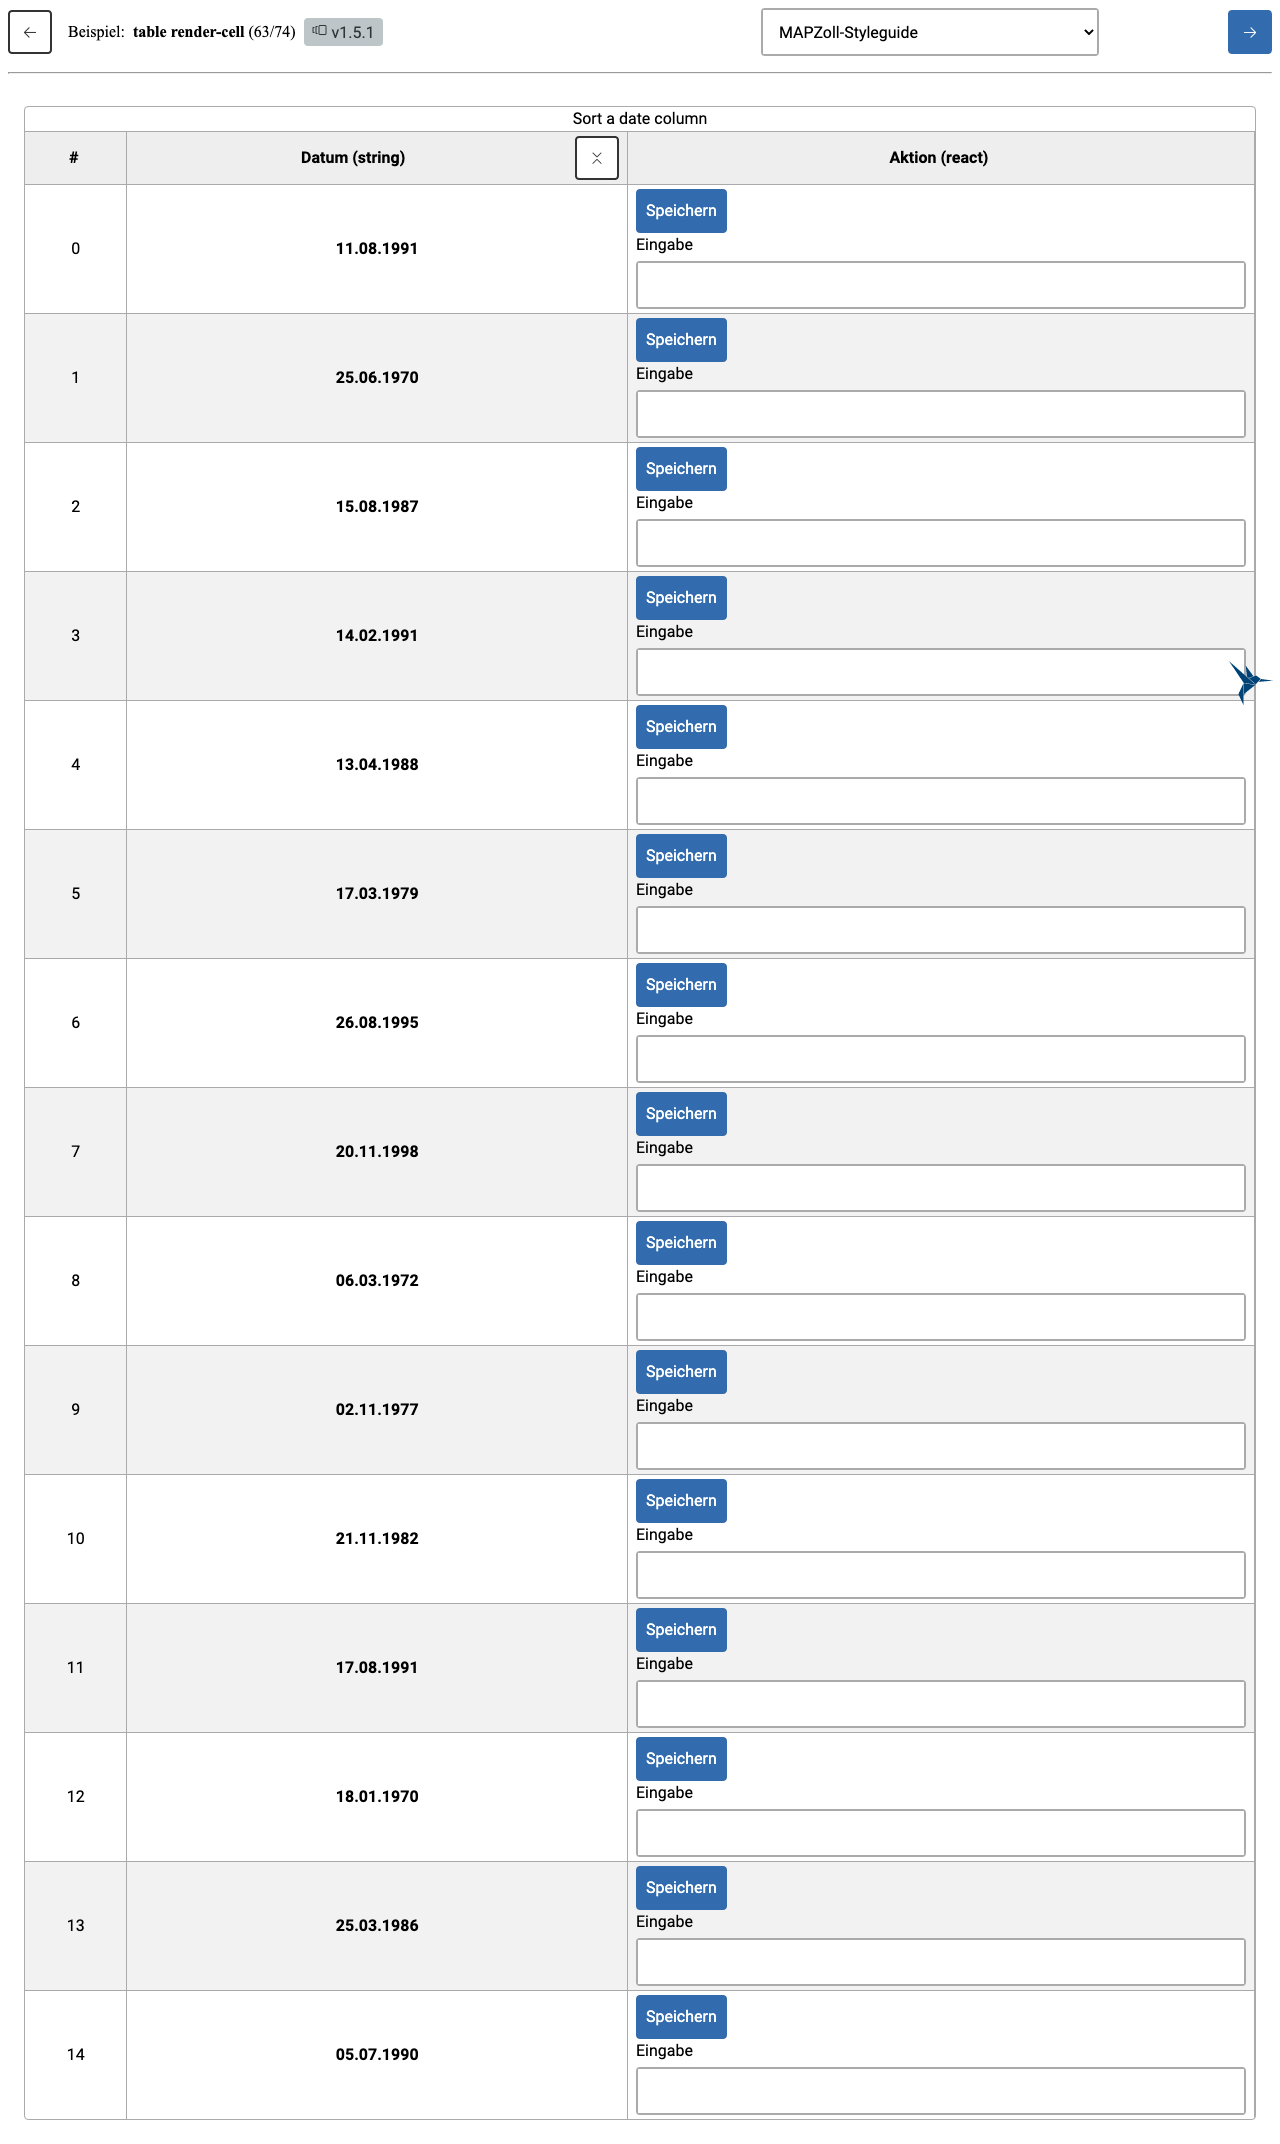 Beispiel: table render-cell (63/74) v1.5.1 MAPZoll-Styleguide
Sort a date column
# Datum (string) Aktion (react)
0 11.08.1991 Speichern
Eingabe
1 25.06.1970 Speichern
Eingabe
2 15.08.1987 Speichern
Eingabe
3 14.02.1991 Speichern
Eingabe
4 13.04.1988 Speichern
Eingabe
5 17.03.1979 Speichern
Eingabe
6 26.08.1995 Speichern
Eingabe
7 20.11.1998 Speichern
Eingabe
8 06.03.1972 Speichern
Eingabe
9 02.11.1977 Speichern
Eingabe
10 21.11.1982 Speichern
Eingabe
11 17.08.1991 Speichern
Eingabe
12 18.01.1970 Speichern
Eingabe
13 25.03.1986 Speichern
Eingabe
14 05.07.1990 Speichern
Eingabe